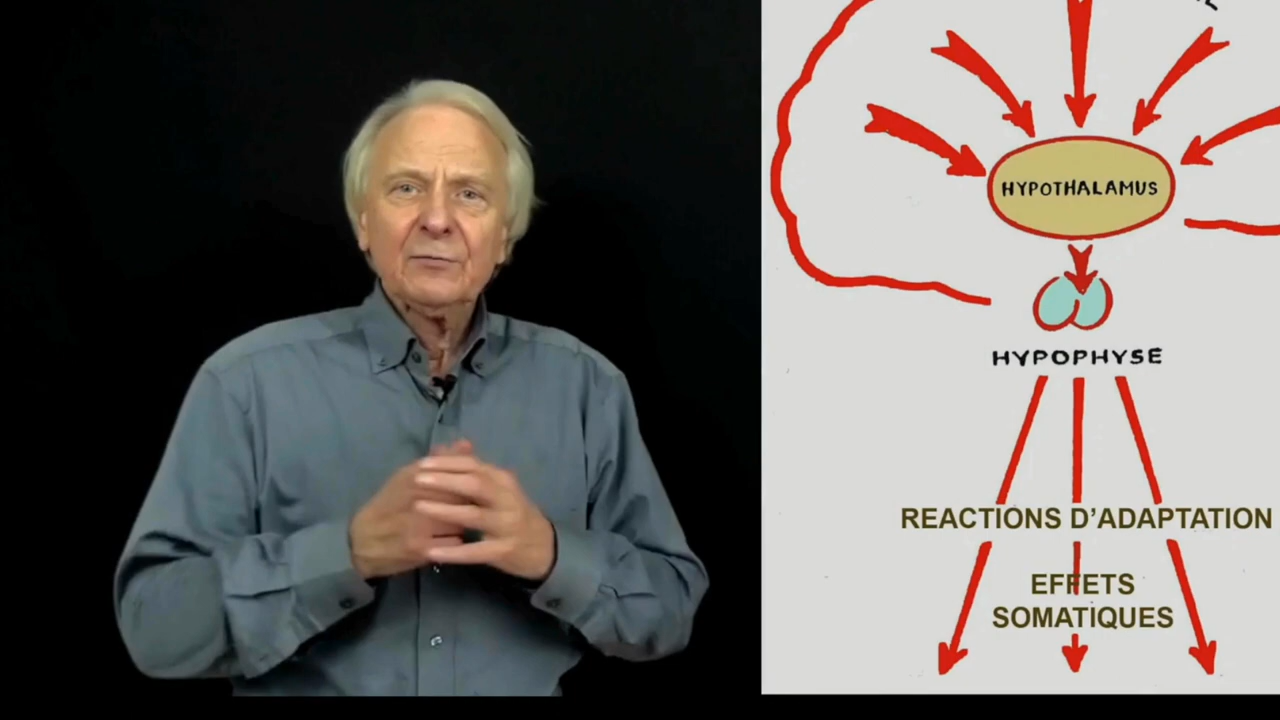 HYPOTHALAMUS
HYPOPHYSE
REACTIONS D'ADAPTATION
EFFETS
SOMATIQUES